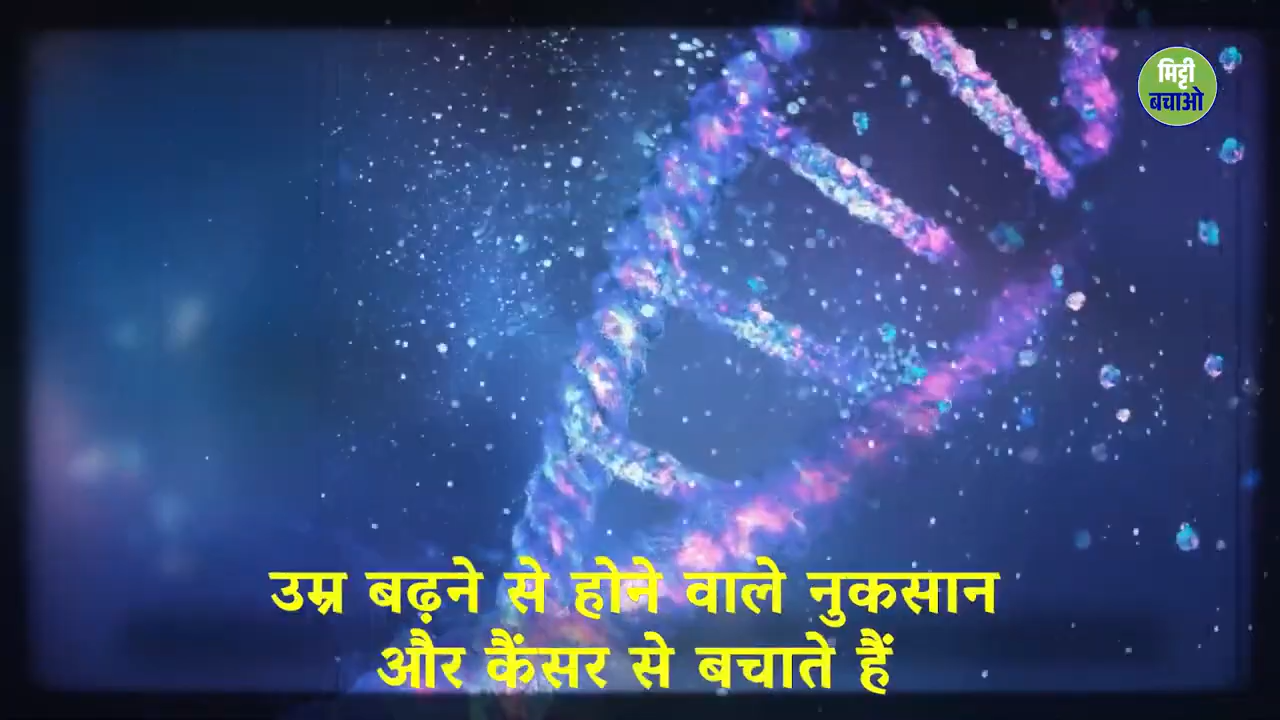 मिट्टी
बचाओ
उम्र बढ़ने से होने वाले नुकसान
और कैंसर से बचाते हैं